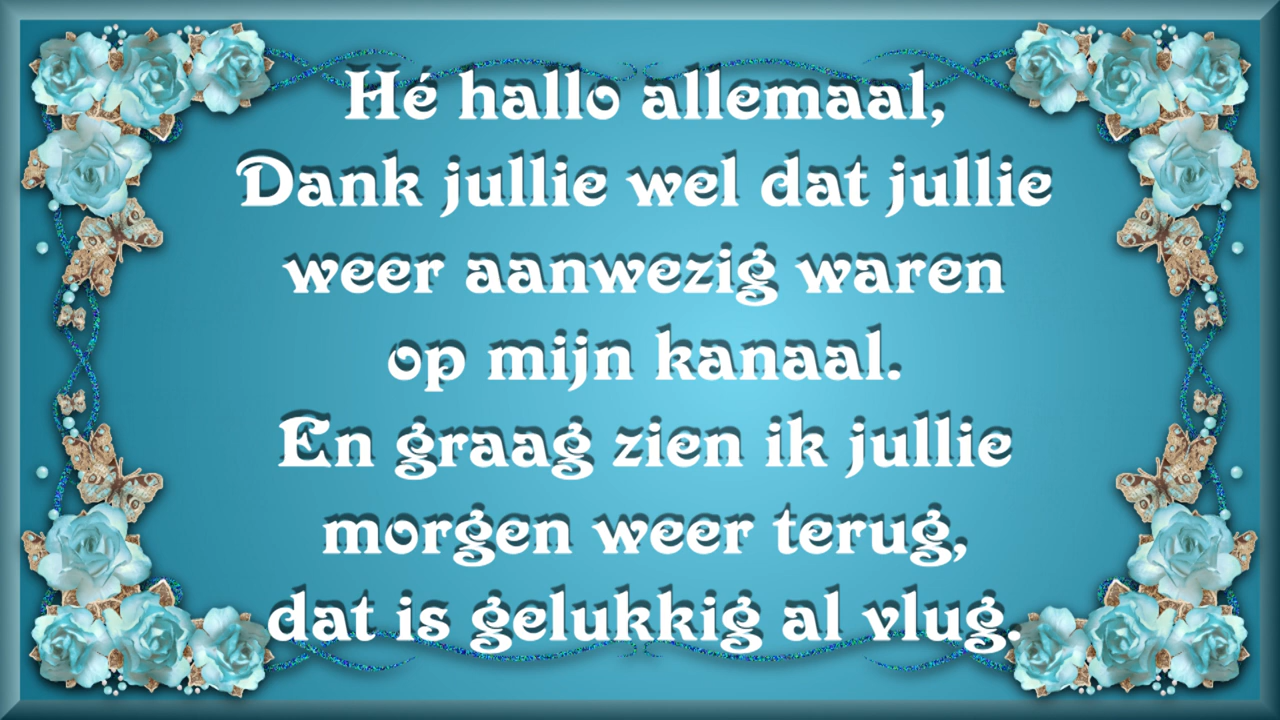 Hé hallo allemaal,
Dank jullie wel dat jullie
weer aanwezig waren
op mijn kanaal.
En graag zien ik jullie
morgen weer terug,
dat is gelukkig al vlug.